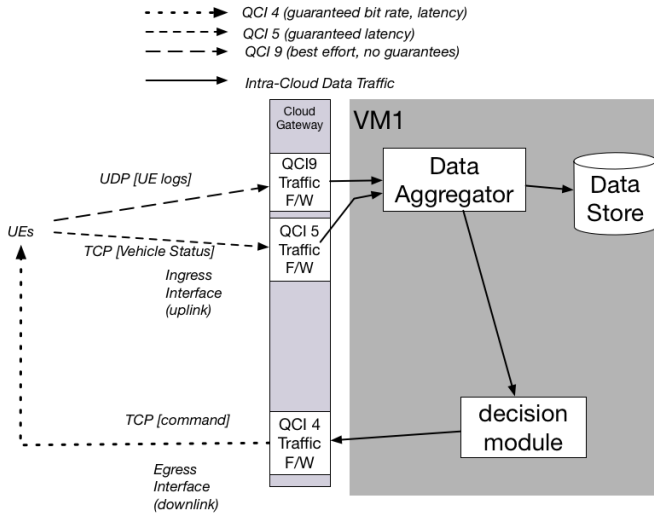 QCI 4 (guaranteed bit rate, latency)
QCI 5 (guaranteed latency)
QCI 9 (best effort, no guarantees)
Intra-Cloud Data Traffic
Cloud
Gateway
VM1
QCI9
Traffic
F/W
Data
Aggregator
Data
Store
UDP [UE logs]
UEs
QCI 5
Traffic
F/W
TCP [Vehicle Status]
Ingress
Interface
(uplink)
TCP [command]
QCI 4
Traffic
F/W
decision
module
Egress
Interface
(downlink)